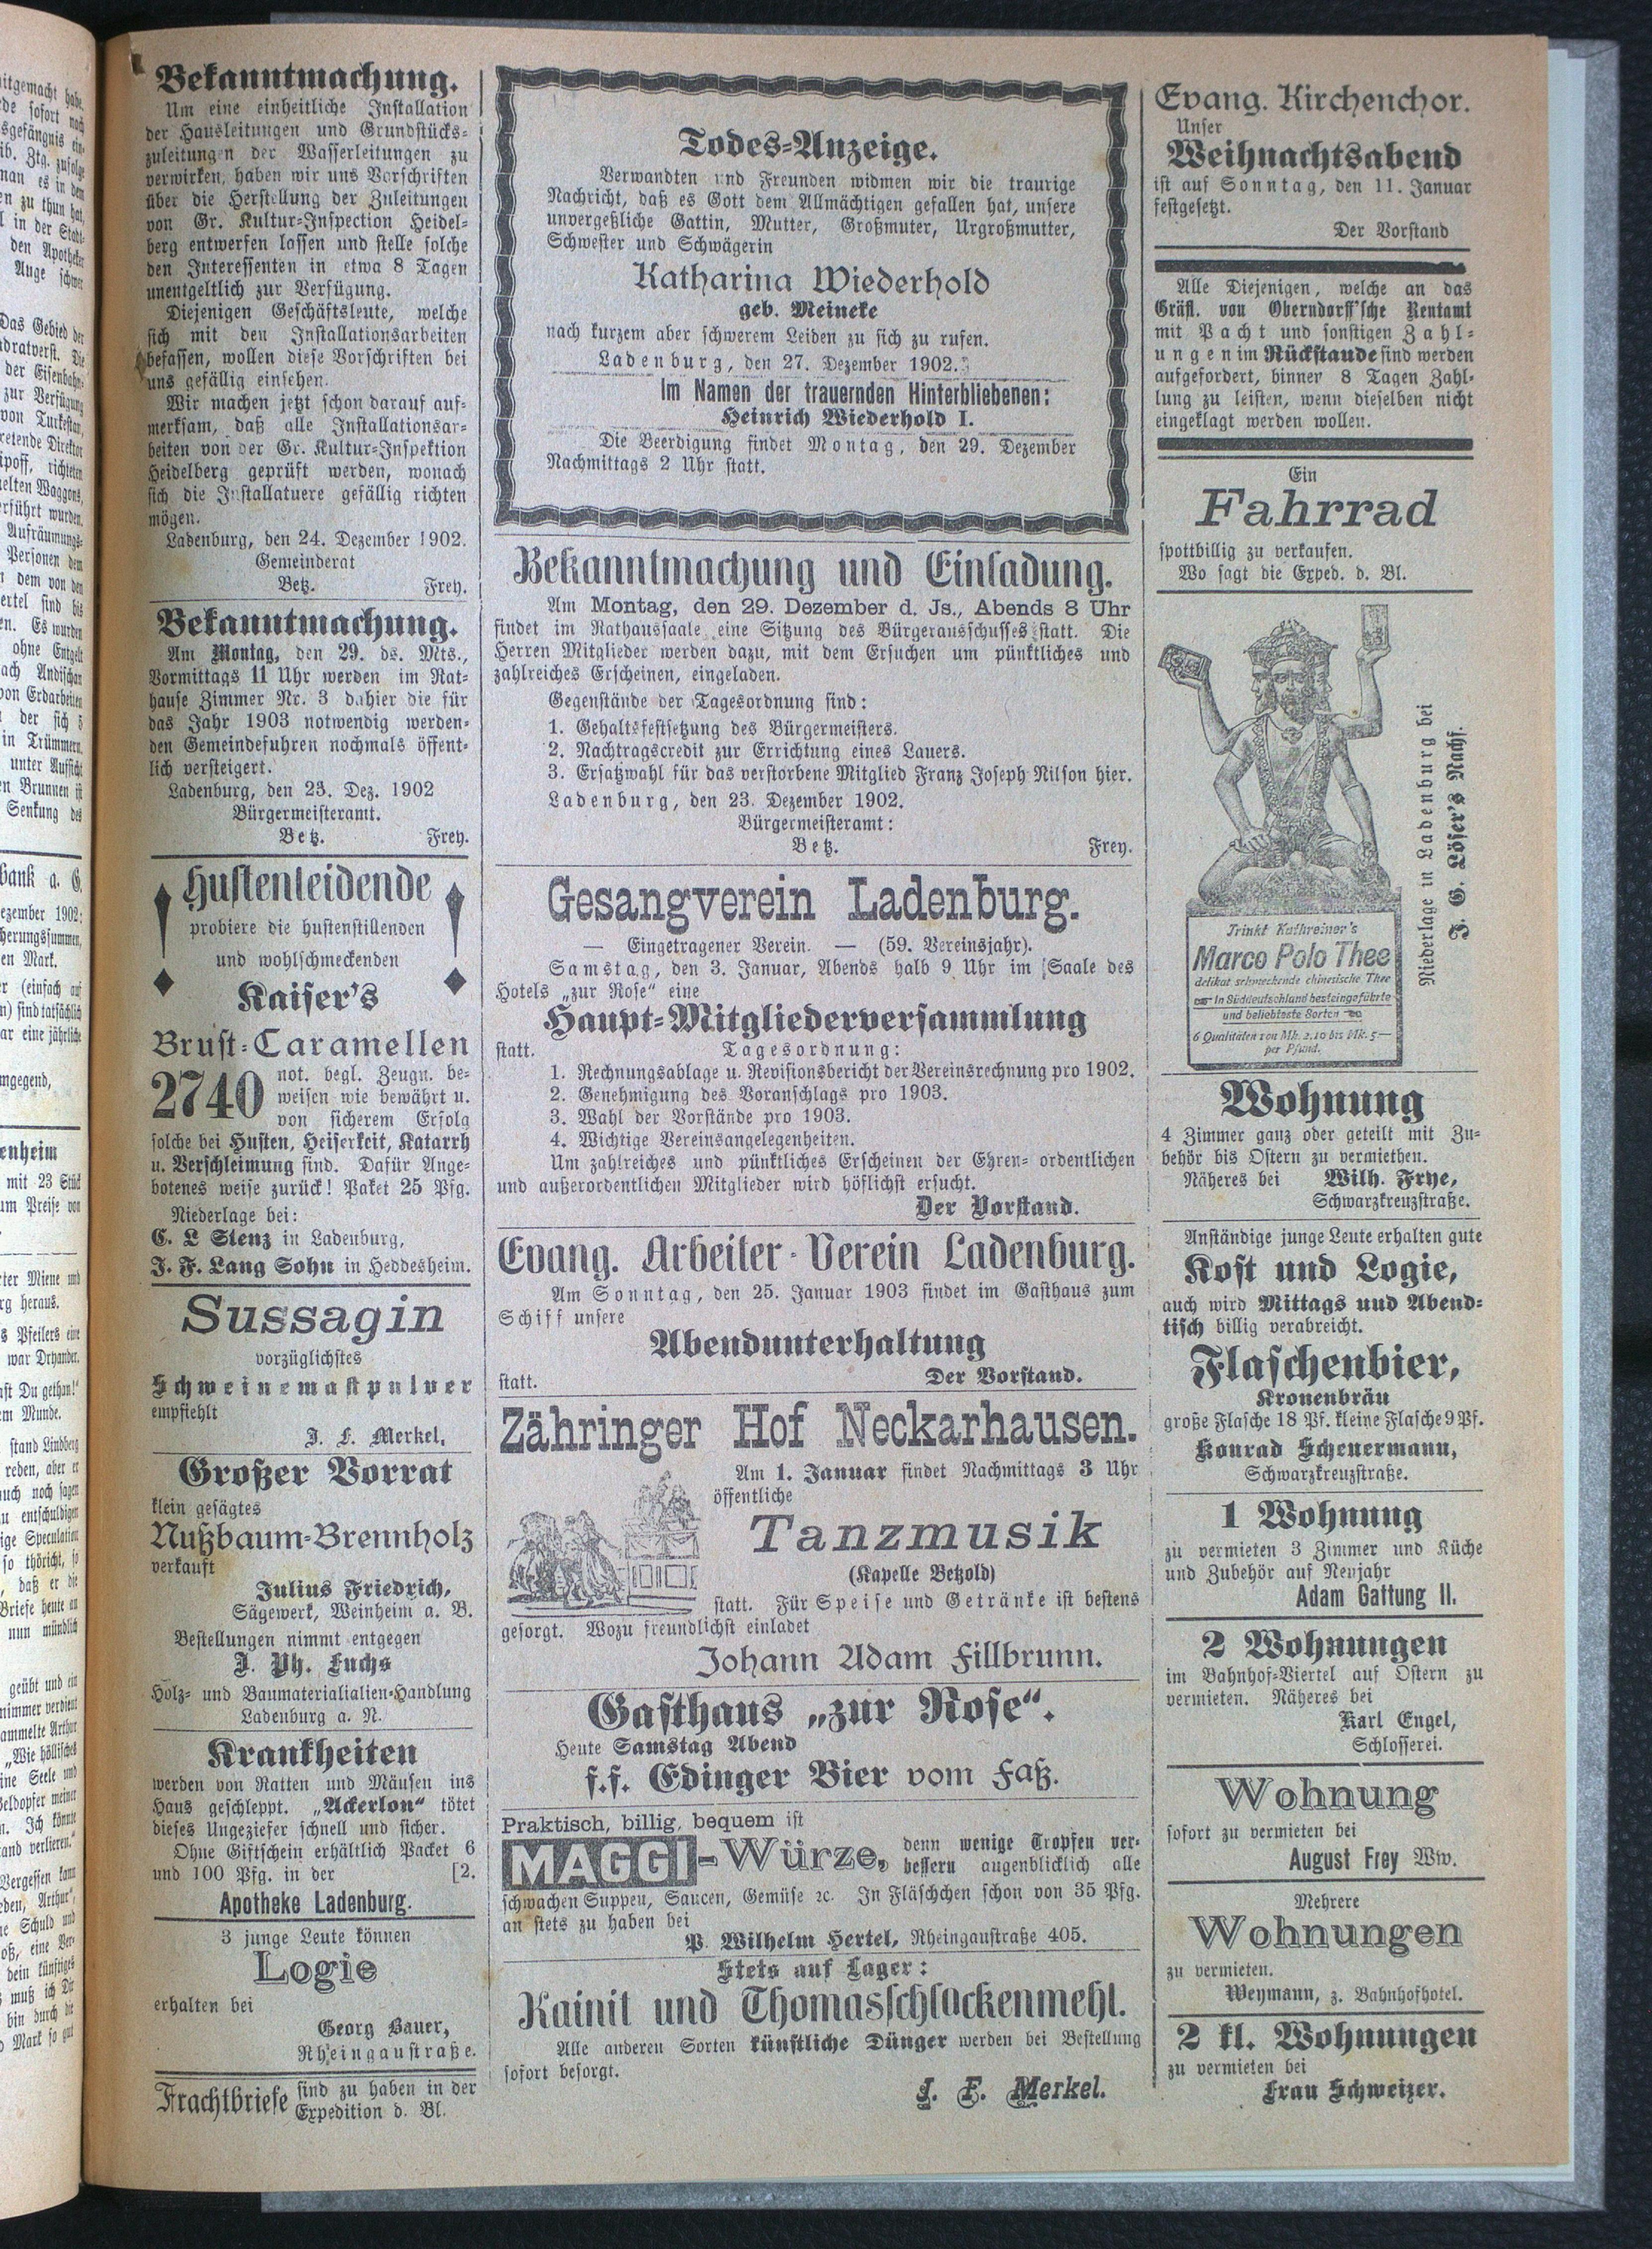 Bekanntmachung.
Um eine einheitliche Installation
der Hausleitungen und Grundstücks-
zuleitungen der Wasserleitungen zu
verwirken, haben wir uns Vorschriften
über die Herstellung der Zuleitungen
von Gr. Kultur-Inspection Heidel-
berg entwerfen lassen und stelle solche
den Interessenten in etwa 8 Tagen
unentgeltlich zur Verfügung.
Diejenigen Geschäftsleute, welche
sich mit den Installationsarbeiten
befassen, wollen diese Vorschriften bei
uns gefällig einsehen.
Wir machen jetzt schon darauf auf-
merksam, daß alle Installationsar-
beiten von der Gr. Kultur-Inspektion
Heidelberg geprüft werden, wonach
sich die Installatuere gefällig richten
mögen.
Ladenburg, den 24. Dezember 1902.
Gemeinderat
Betz. Frey.
Bekanntmachung.
Am Montag, den 29. ds. Mts.,
Vormittags 11 Uhr werden im Rat-
hause Zimmer Nr. 3 dahier die für
das Jahr 1903 notwendig werden-
den Gemeindefuhren nochmals öffent-
lich versteigert.
Ladenburg, den 23. Dez. 1902
Bürgermeisteramt.
Betz. Frey.
Hustenleidende
probiere die hustenstillenden
und wohlschmeckenden
Kaiser's
Brust-Caramellen
2740 not. begl. Zeugn. be-
weisen wie bewährt u.
von sicherem Erfolg
solche bei Husten, Heiserkeit, Katarrh
u. Verschleimung sind. Dafür Ange-
botenes weise zurück! Paket 25 Pfg.
Niederlage bei:
C. L Stenz in Ladenburg,
J. F. Lang Sohn in Heddesheim.
Sussagin
vorzüglichstes
Schweinemastpulver
empfiehlt
J. F. Merkel,
Großer Vorrat
klein gesägtes
Nußbaum-Brennholz
verkauft
Julius Friedrich,
Sägewerk, Weinheim a. B.
Bestellungen nimmt entgegen
J. Ph. Fuchs
Holz- und Baumaterialialien-Handlung
Ladenburg a. N.
Krankheiten
werden von Ratten und Mäusen ins
Haus geschleppt. „Ackerlon“ tötet
dieses Ungeziefer schnell und sicher.
Ohne Giftschein erhältlich Packet 6
und 100 Pfg. in der [2.
Apotheke Ladenburg.
3 junge Leute können
Logie
erhalten bei
Georg Bauer,
Rheingaustraße.
Frachtbriefe sind zu haben in der
Expedition d. Bl.
Todes-Anzeige.
Verwandten und Freunden widmen wir die traurige
Nachricht, daß es Gott dem Allmächtigen gefallen hat, unsere
unvergeßliche Gattin, Mutter, Großmuter, Urgroßmutter,
Schwester und Schwägerin
Katharina Wiederhold
geb. Meineke
nach kurzem aber schwerem Leiden zu sich zu rufen.
Ladenburg, den 27. Dezember 1902.
Im Namen der trauernden Hinterbliebenen:
Heinrich Wiederhold I.
Die Beerdigung findet Montag, den 29. Dezember
Nachmittags 2 Uhr statt.
Bekanntmachung und Einladung.
Am Montag, den 29. Dezember d. Js., Abends 8 Uhr
findet im Rathaussaale eine Sitzung des Bürgerausschusses statt. Die
Herren Mitglieder werden dazu, mit dem Ersuchen um pünktliches und
zahlreiches Erscheinen, eingeladen.
Gegenstände der Tagesordnung sind:
1. Gehaltsfestsetzung des Bürgermeisters.
2. Nachtragscredit zur Errichtung eines Lauers.
3. Ersatzwahl für das verstorbene Mitglied Franz Joseph Nilson hier.
Ladenburg, den 23. Dezember 1902.
Bürgermeisteramt:
Betz. Frey.
Gesangverein Ladenburg.
— Eingetragener Verein. — (59. Vereinsjahr).
Samstag, den 3. Januar, Abends halb 9 Uhr im Saale des
Hotels „zur Rose“ eine
Haupt-Mitgliederversammlung
statt. Tagesordnung:
1. Rechnungsablage u. Revisionsbericht der Vereinsrechnung pro 1902.
2. Genehmigung des Voranschlags pro 1903.
3. Wahl der Vorstände pro 1903.
4. Wichtige Vereinsangelegenheiten.
Um zahlreiches und pünktliches Erscheinen der Ehren- ordentlichen
und außerordentlichen Mitglieder wird höflichst ersucht.
Der Vorstand.
Evang. Arbeiter-Verein Ladenburg.
Am Sonntag, den 25. Januar 1903 findet im Gasthaus zum
Schiff unsere
Abendunterhaltung
statt. Der Vorstand.
Zähringer Hof Neckarhausen.
Am 1. Januar findet Nachmittags 3 Uhr
öffentliche
Tanzmusik
(Kapelle Betzold)
statt. Für Speise und Getränke ist bestens
gesorgt. Wozu freundlichst einladet
Johann Adam Fillbrunn.
Gasthaus „zur Rose“.
Heute Samstag Abend
f.f. Edinger Bier vom Faß.
Praktisch, billig, bequem ist
MAGGI-Würze, denn wenige Tropfen ver-
bessern augenblicklich alle
schwachen Suppen, Saucen, Gemüse ꝛc. In Fläschchen schon von 35 Pfg.
an stets zu haben bei
P. Wilhelm Hertel, Rheingaustraße 405.
Stets auf Lager:
Kainit und Thomasschlackenmehl.
Alle anderen Sorten künstliche Dünger werden bei Bestellung
sofort besorgt.
J. F. Merkel.
Evang. Kirchenchor.
Unser
Weihnachtsabend
ist auf Sonntag, den 11. Januar
festgesetzt.
Der Vorstand
Alle Diejenigen, welche an das
Gräfl. von Oberndorff'sche Rentamt
mit Pacht und sonstigen Zahl-
ungen im Rückstande sind werden
aufgefordert, binner 8 Tagen Zahl-
lung zu leisten, wenn dieselben nicht
eingeklagt werden wollen.
Ein
Fahrrad
spottbillig zu verkaufen.
Wo sagt die Exped. d. Bl.
Trinkt Kathreiner's
Marco Polo Thee
delikat schmeckende chinesische Thee
In Süddeutschland besteingeführte
und beliebteste Sorten
6 Qualitäten von Mk. 2.10 bis Mk. 5—
per Pfund.
Niederlage in Ladenburg bei
J. G. Löser's Nachf.
Wohnung
4 Zimmer ganz oder geteilt mit Zu-
behör bis Ostern zu vermiethen.
Näheres bei Wilh. Frye,
Schwarzkreuzstraße.
Anständige junge Leute erhalten gute
Kost und Logie,
auch wird Mittags und Abend-
tisch billig verabreicht.
Flaschenbier,
Kronenbräu
große Flasche 18 Pf. kleine Flasche 9 Pf.
Konrad Scheuermann,
Schwarzkreuzstraße.
1 Wohnung
zu vermieten 3 Zimmer und Küche
und Zubehör auf Neujahr
Adam Gattung II.
2 Wohnungen
im Bahnhof-Viertel auf Ostern zu
vermieten. Näheres bei
Karl Engel,
Schlosserei.
Wohnung
sofort zu vermieten bei
August Frey Ww.
Mehrere
Wohnungen
zu vermieten.
Weymann, z. Bahnhofhotel.
2 kl. Wohnungen
zu vermieten bei
Frau Schweizer.